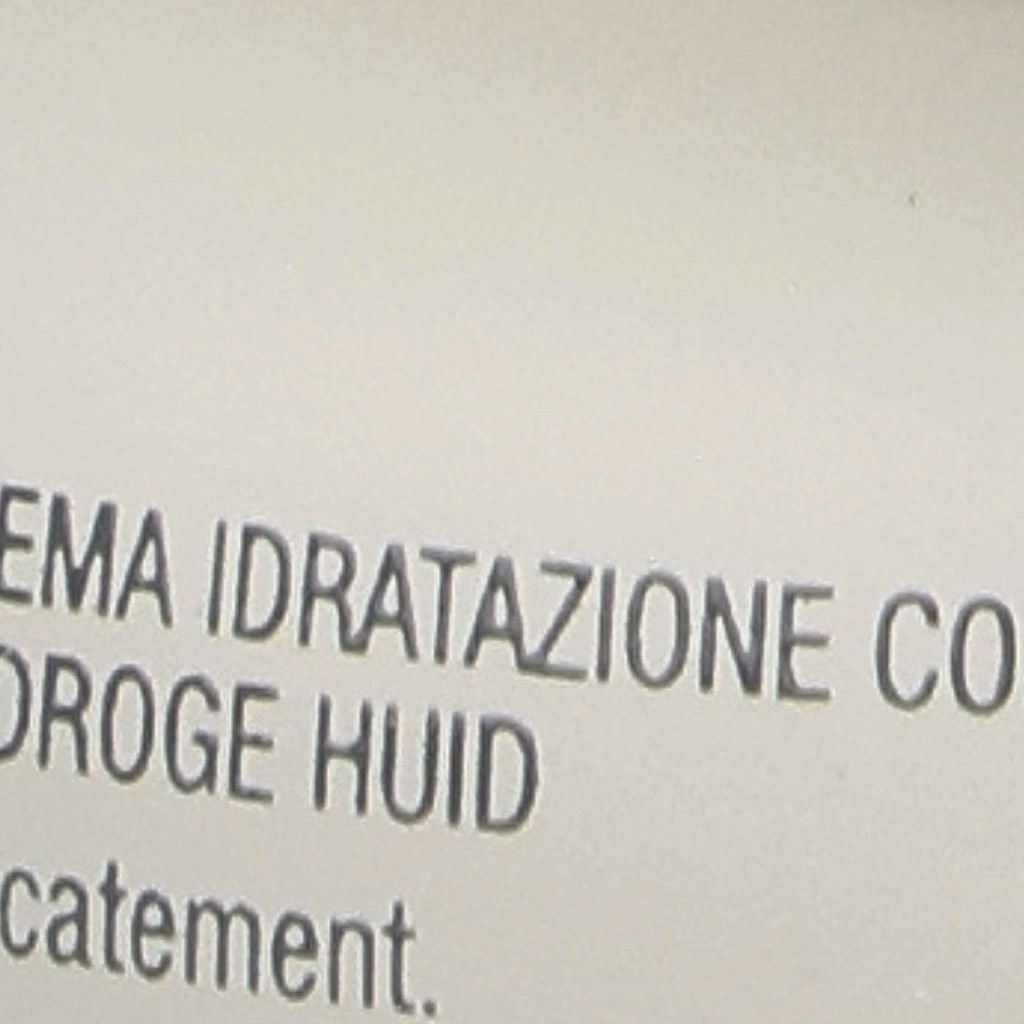 EMA IDRATAZIONE CO
DROGE HUID
catement.